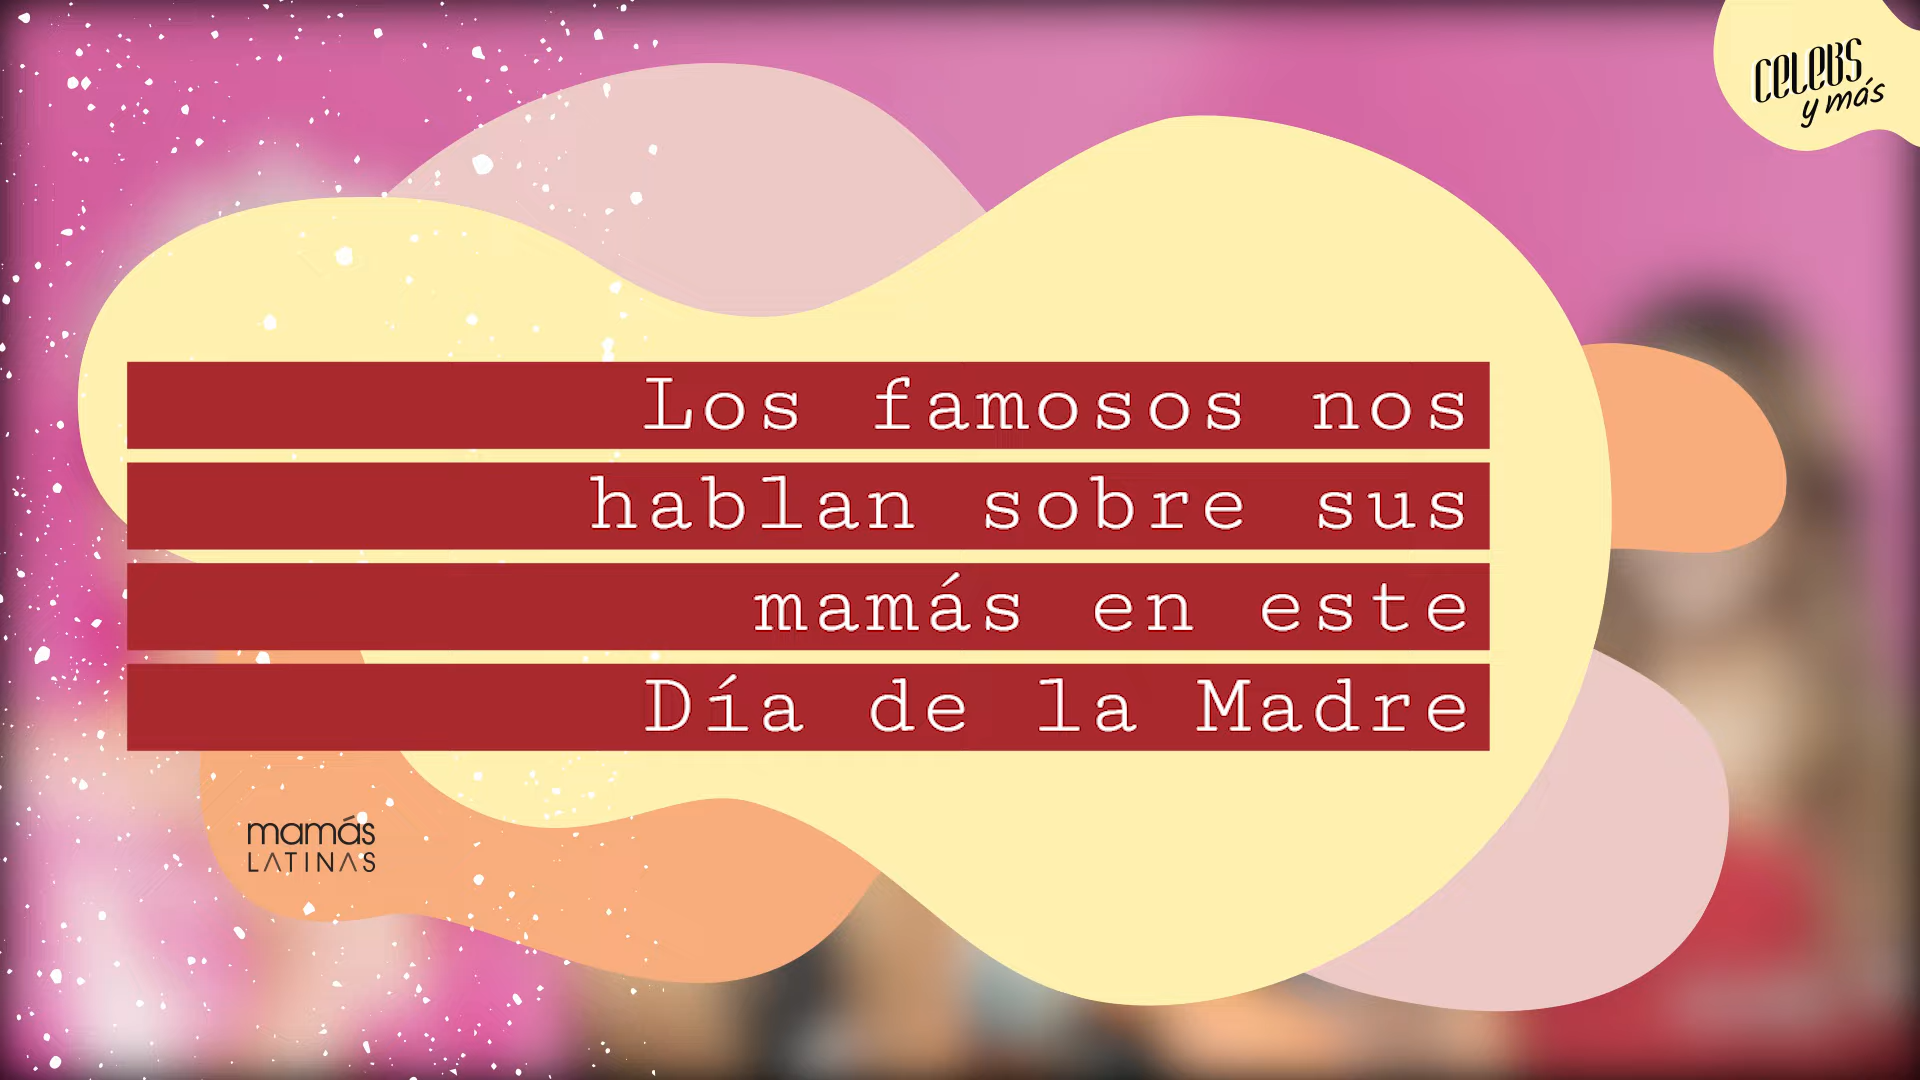 CELEBS
y más
Los famosos nos
hablan sobre sus
mamás en este
Día de la Madre
mamás
LATINAS